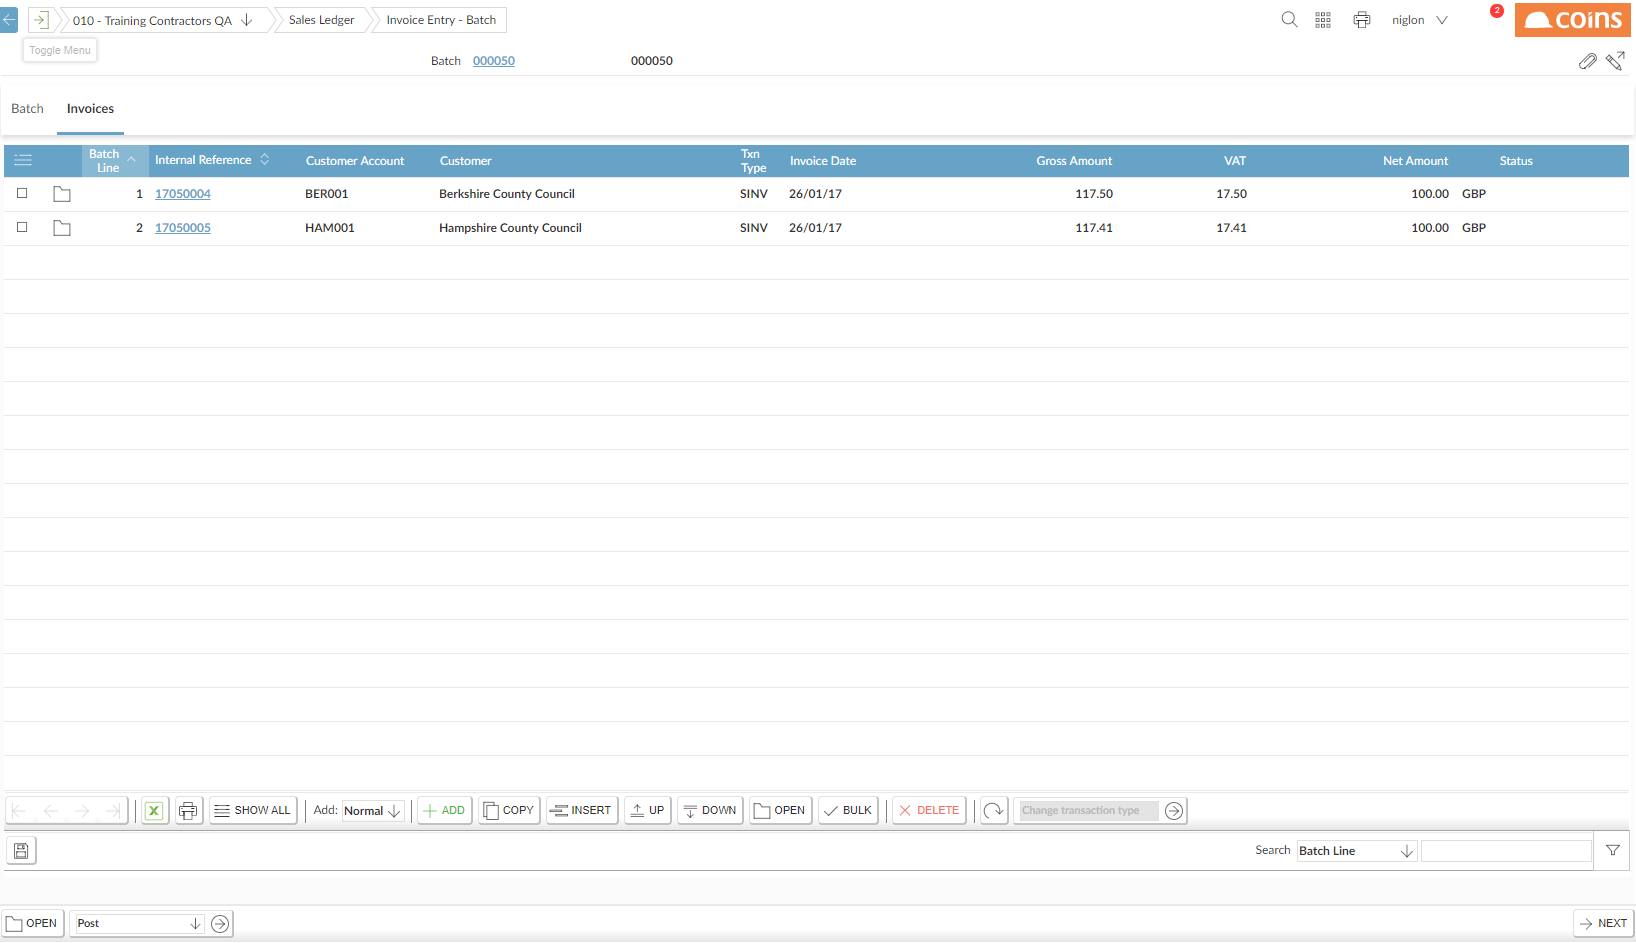 010 - Training Contractors QA Sales Ledger Invoice Entry - Batch niglon 2 coins
Toggle Menu
Batch 000050 000050
Batch Invoices
Batch Line Internal Reference Customer Account Customer Txn Type Invoice Date Gross Amount VAT Net Amount Status
1 17050004 BER001 Berkshire County Council SINV 26/01/17 117.50 17.50 100.00 GBP
2 17050005 HAM001 Hampshire County Council SINV 26/01/17 117.41 17.41 100.00 GBP
SHOW ALL Add: Normal ADD COPY INSERT UP DOWN OPEN BULK DELETE Change transaction type
Search Batch Line
OPEN Post NEXT